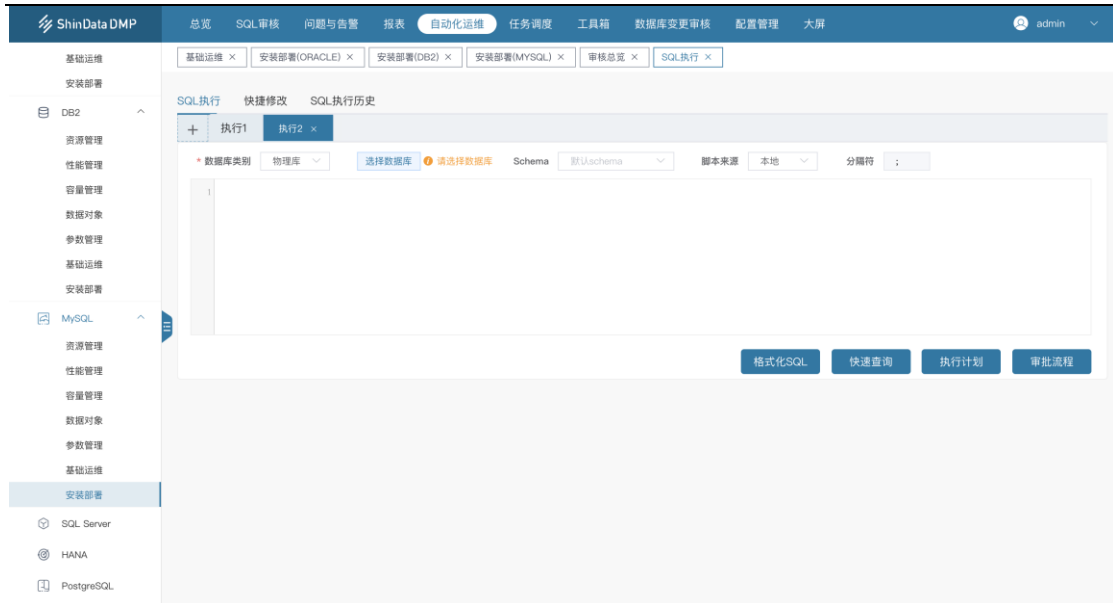 ShinData DMP 总览 SQL审核 问题与告警 报表 自动化运维 任务调度 工具箱 数据库变更审核 配置管理 大屏 admin
基础运维
安装部署
DB2
资源管理
性能管理
容量管理
数据对象
参数管理
基础运维
安装部署
MySQL
资源管理
性能管理
容量管理
数据对象
参数管理
基础运维
安装部署
SQL Server
HANA
PostgreSQL
基础运维 × 安装部署(ORACLE) × 安装部署(DB2) × 安装部署(MYSQL) × 审核总览 × SQL执行 ×
SQL执行 快捷修改 SQL执行历史
+ 执行1 执行2 ×
* 数据库类别 物理库 选择数据库 请选择数据库 Schema 默认schema 脚本来源 本地 分隔符 ;
1
格式化SQL 快速查询 执行计划 审批流程